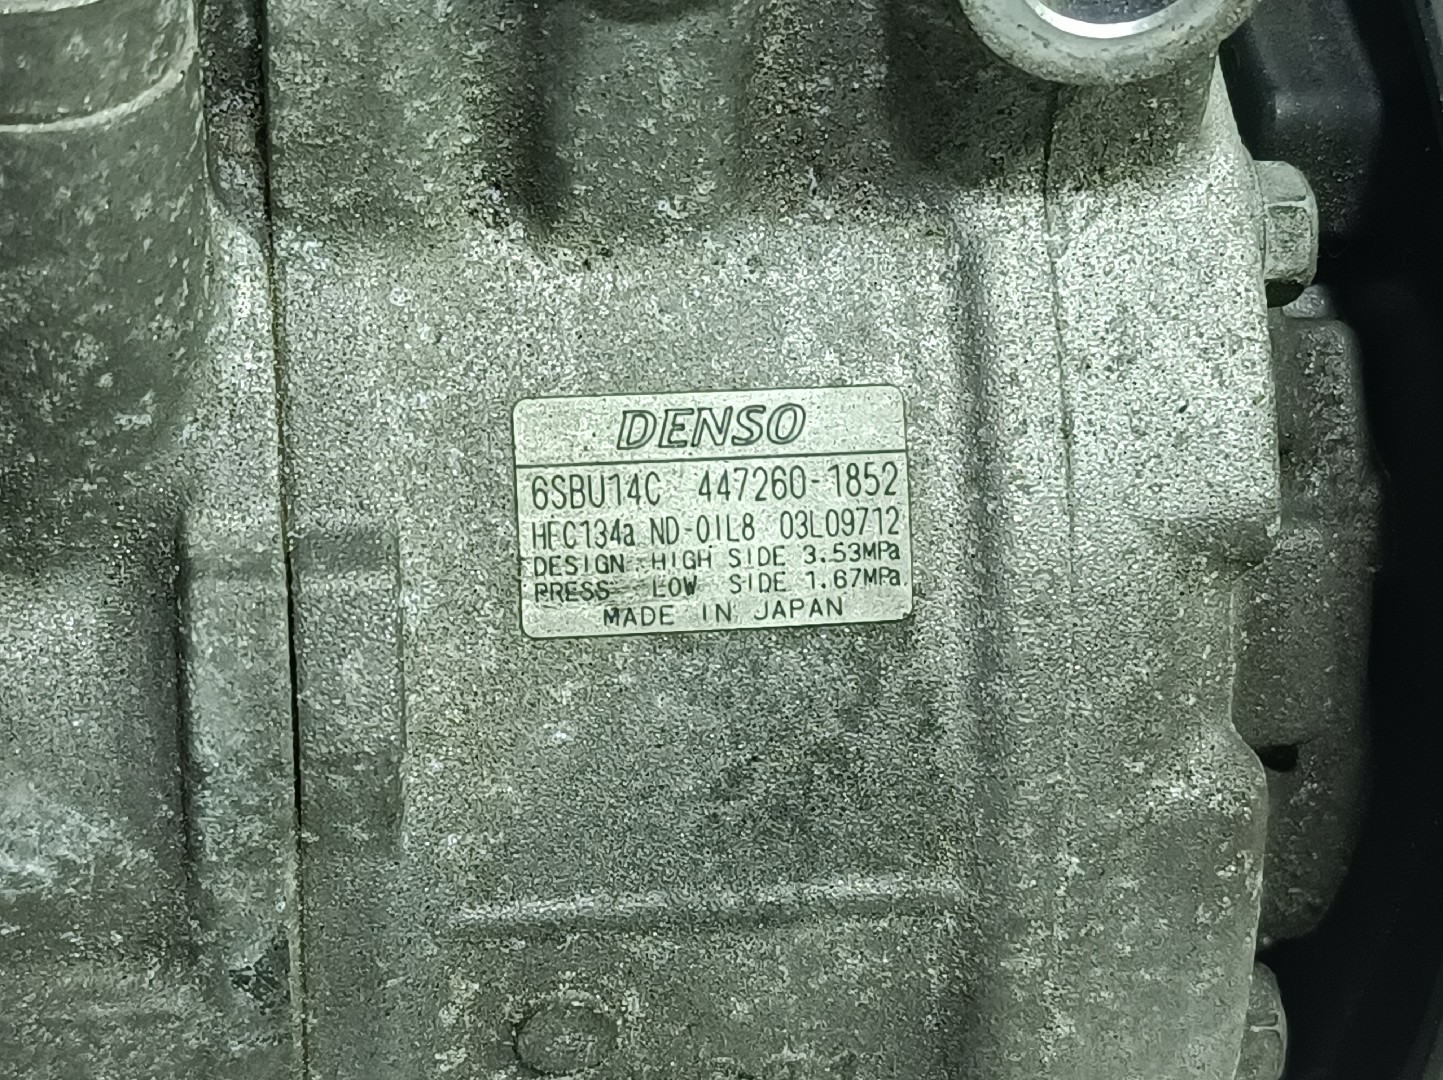 DENSO
6SBU14C 447260-1852
HFC134a ND-OIL8 03L09712
DESIGN HIGH SIDE 3.53MPa
PRESS LOW SIDE 1.67MPa
MADE IN JAPAN